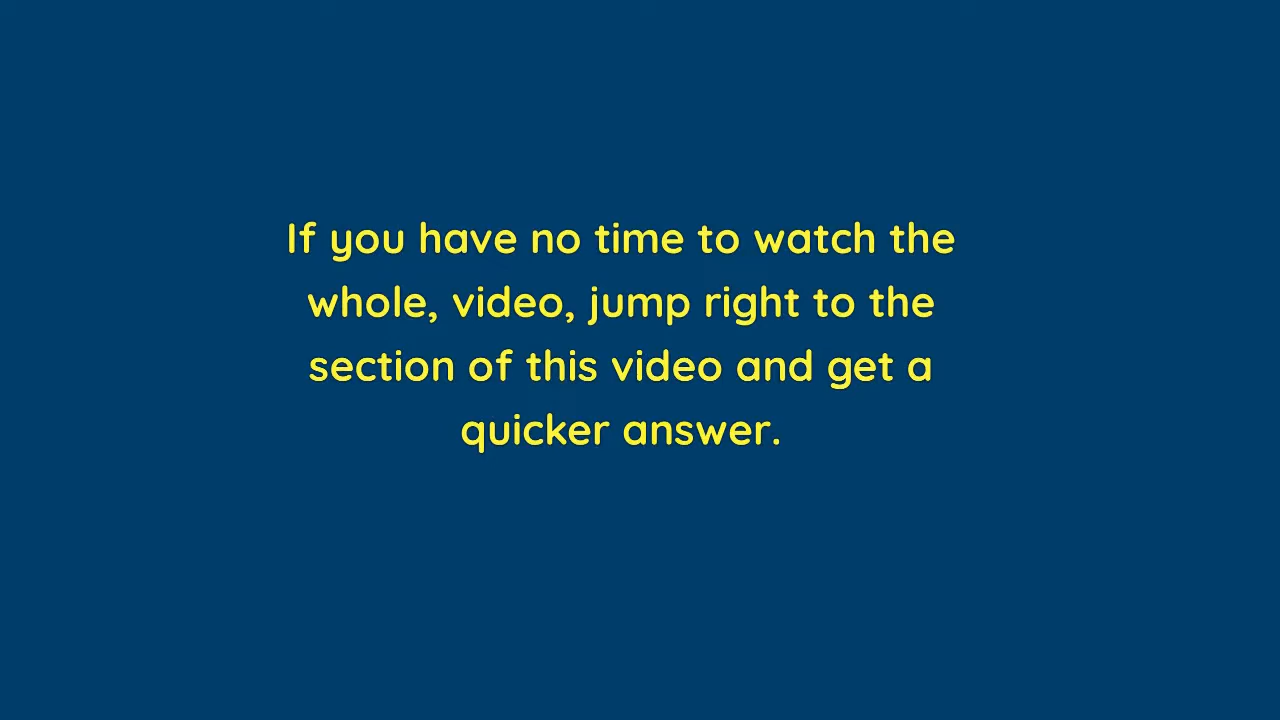 If you have no time to watch the
whole, video, jump right to the
section of this video and get a
quicker answer.